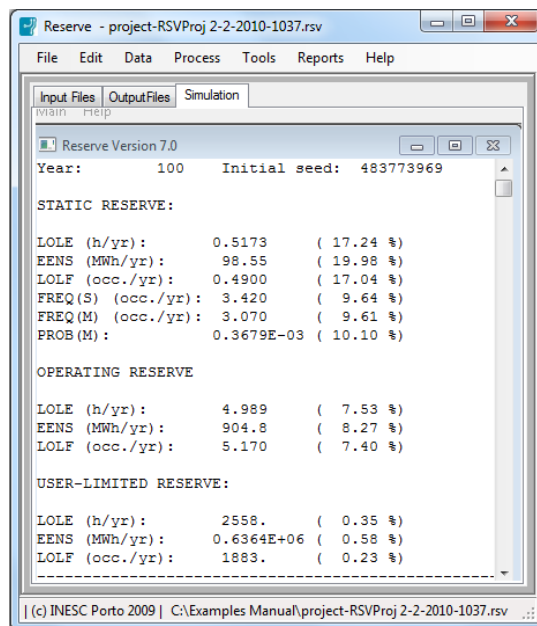 Reserve - project-RSVProj 2-2-2010-1037.rsv
File Edit Data Process Tools Reports Help
Input Files OutputFiles Simulation
Main Help
Reserve Version 7.0
Year: 100 Initial seed: 483773969
STATIC RESERVE:
LOLE (h/yr): 0.5173 ( 17.24 %)
EENS (MWh/yr): 98.55 ( 19.98 %)
LOLF (occ./yr): 0.4900 ( 17.04 %)
FREQ(S) (occ./yr): 3.420 ( 9.64 %)
FREQ(M) (occ./yr): 3.070 ( 9.61 %)
PROB(M): 0.3679E-03 ( 10.10 %)
OPERATING RESERVE
LOLE (h/yr): 4.989 ( 7.53 %)
EENS (MWh/yr): 904.8 ( 8.27 %)
LOLF (occ./yr): 5.170 ( 7.40 %)
USER-LIMITED RESERVE:
LOLE (h/yr): 2558. ( 0.35 %)
EENS (MWh/yr): 0.6364E+06 ( 0.58 %)
LOLF (occ./yr): 1883. ( 0.23 %)
--------------------------------------------------------
| (c) INESC Porto 2009 | C:\Examples Manual\project-RSVProj 2-2-2010-1037.rsv